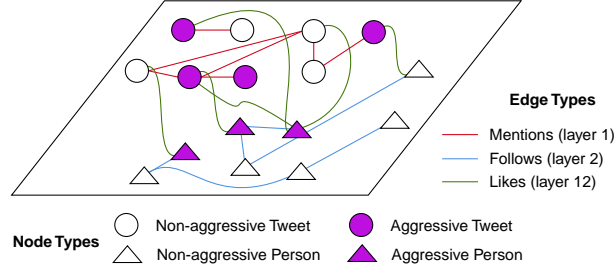 Edge Types
Mentions (layer 1)
Follows (layer 2)
Likes (layer 12)
Node Types
Non-aggressive Tweet
Aggressive Tweet
Non-aggressive Person
Aggressive Person